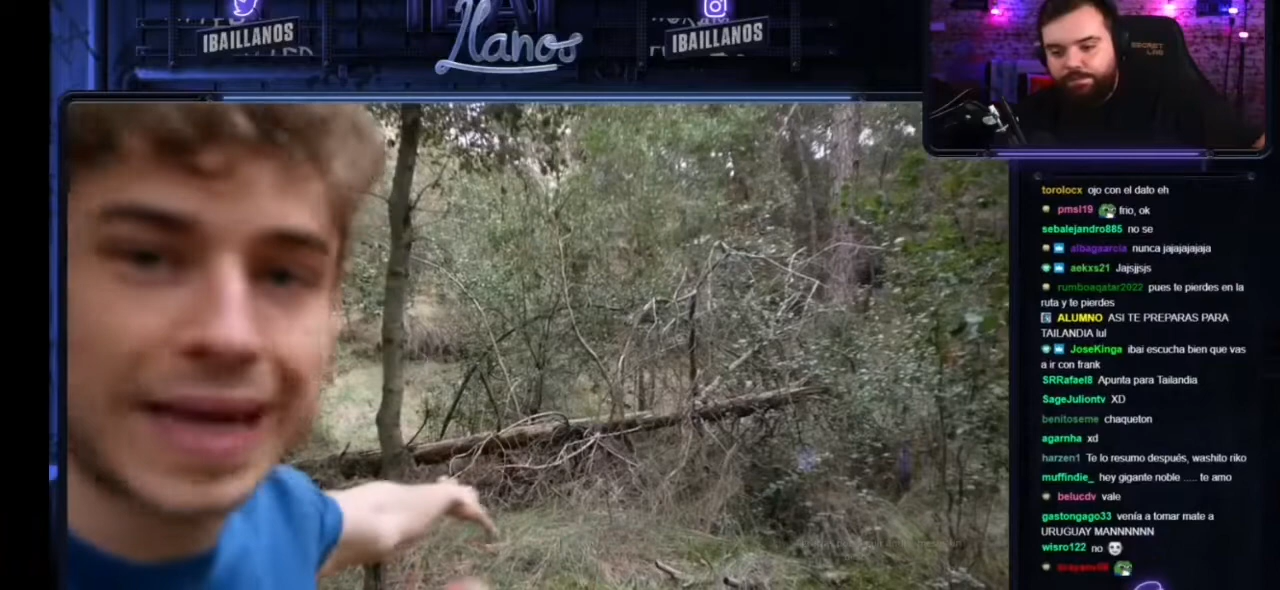 IBAILLANOS
Llanos
IBAILLANOS
SECRET
LAB
torolocx ojo con el dato eh
pmsl19 frio, ok
sebalejandro885 no se
albagsarcia nunca jajajajajaja
aekxs21 Jajsjjsjs
rumboaqatar2022 pues te pierdes en la
ruta y te pierdes
ALUMNO ASI TE PREPARAS PARA
TAILANDIA lul
JoseKinga ibai escucha bien que vas
a ir con frank
SRRafael8 Apunta para Tailandia
SageJuliontv XD
benitoseme chaqueton
agarnha xd
harzen1 Te lo resumo después, washito riko
muffindie_ hey gigante noble ..... te amo
belucdv vale
gastongago33 venía a tomar mate a
URUGUAY MANNNNNN
wisro122 no